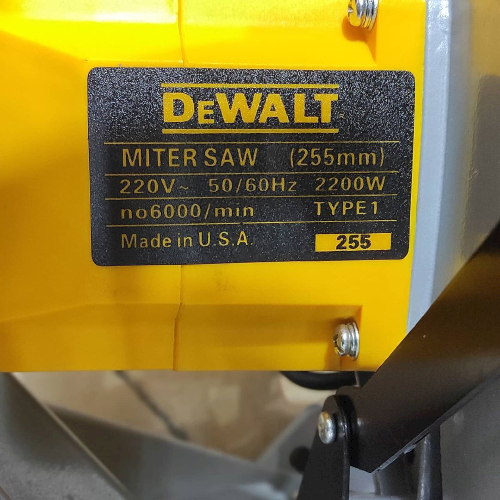 DEWALT
MITER SAW (255mm)
220V~ 50/60Hz 2200W
no6000/min TYPE1
Made in U.S.A. 255